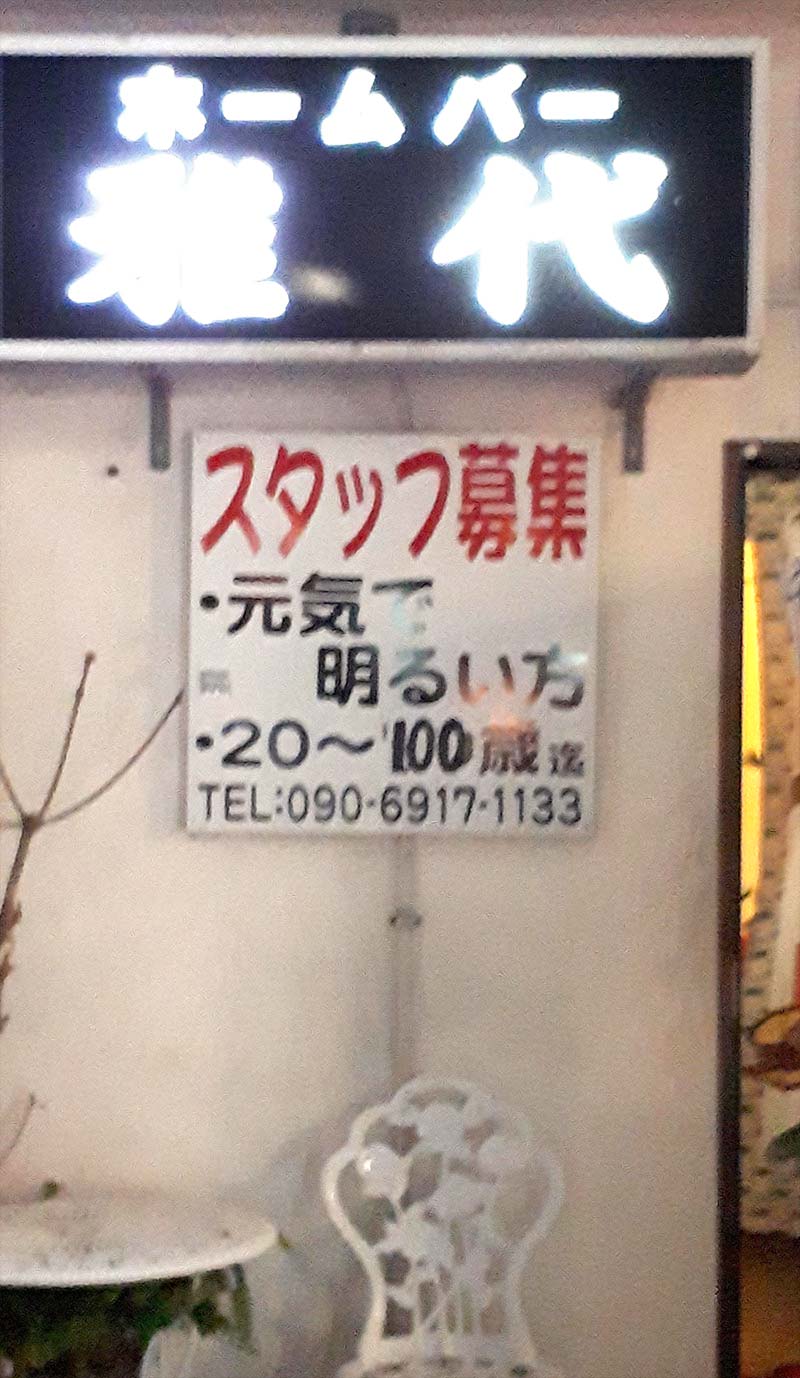 ホームバー
雅代
スタッフ募集
・元気で
明るい方
・20〜100歳迄
TEL:090-6917-1133